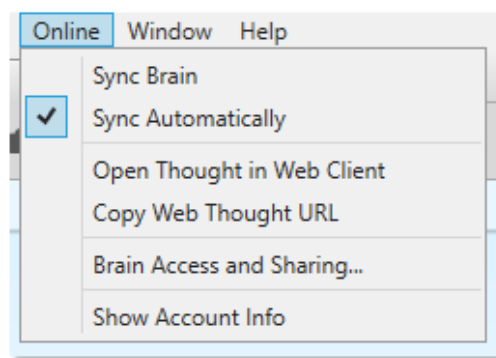 Online Window Help
Sync Brain
Sync Automatically
Open Thought in Web Client
Copy Web Thought URL
Brain Access and Sharing...
Show Account Info